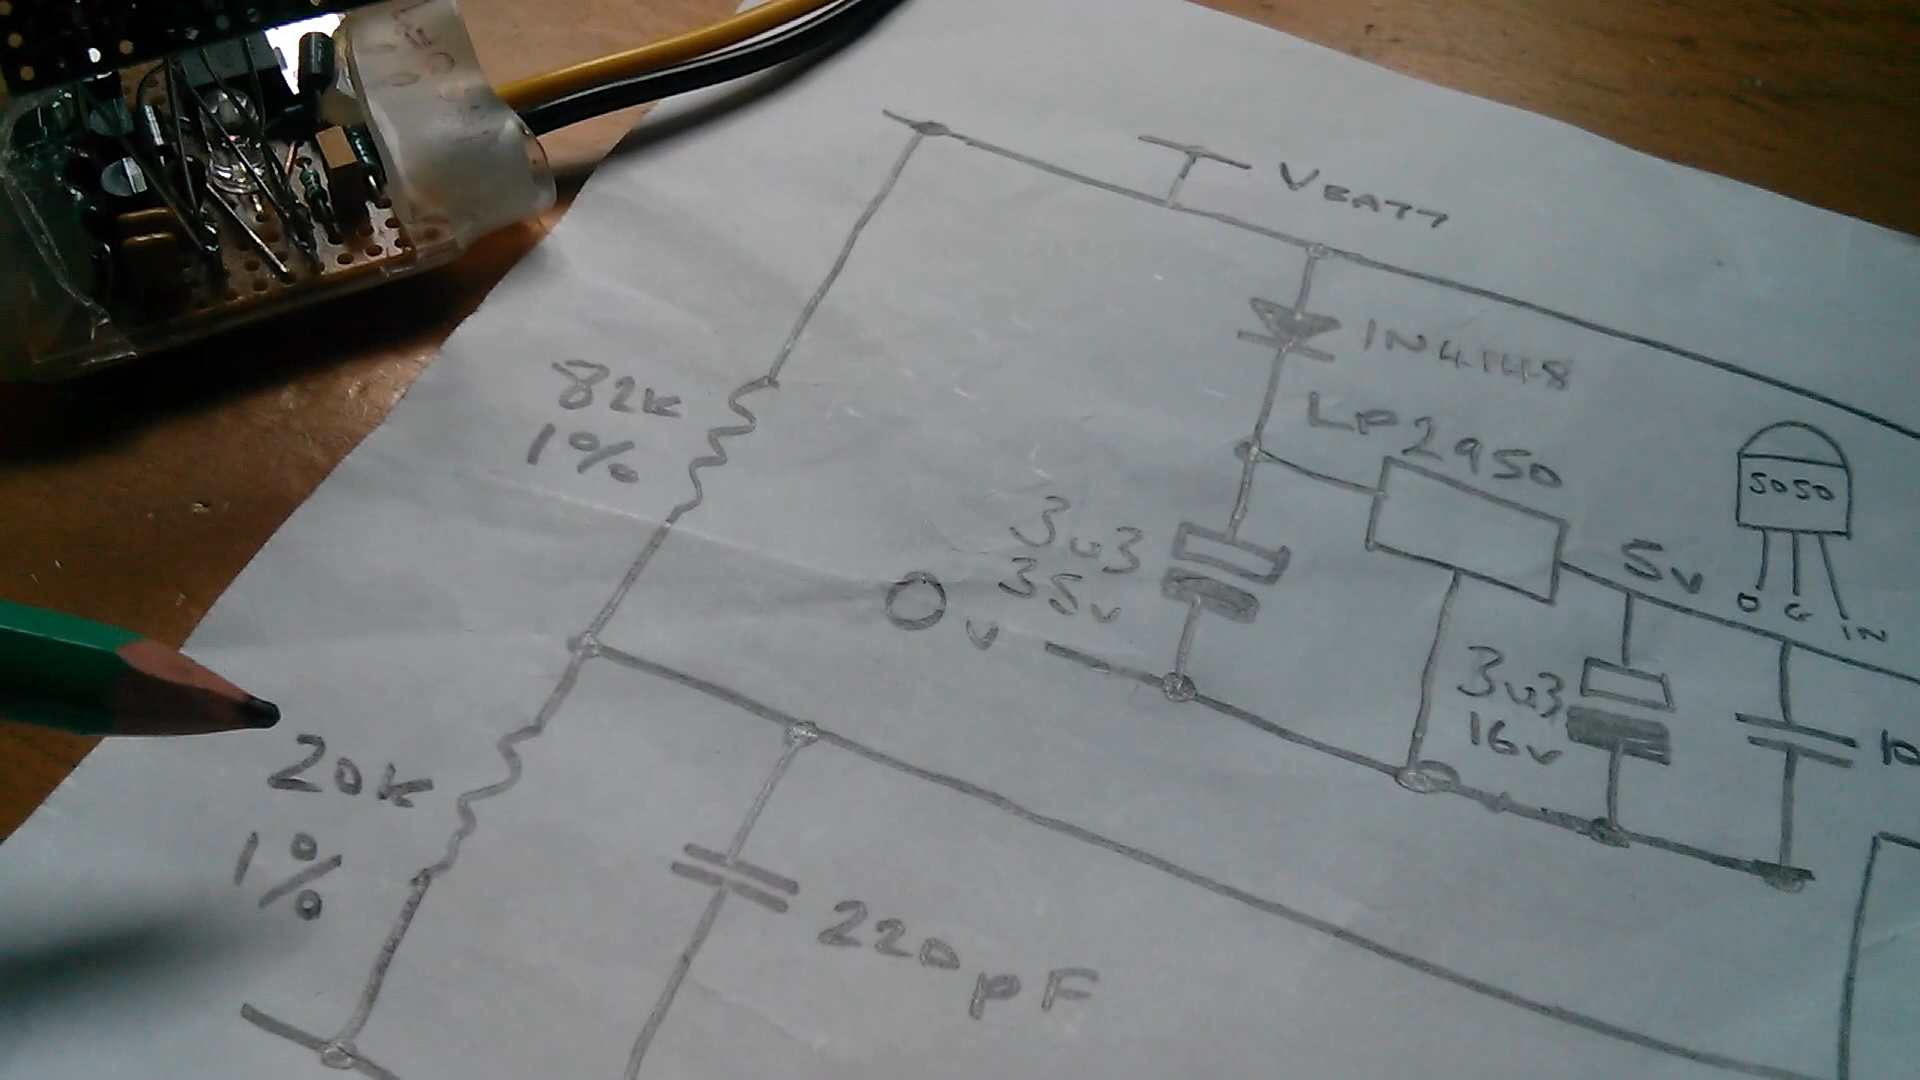 VBATT
1N4148
82K
1%
LP2950
5050
O G IN
3u3
35v
0v
5v
3u3
16v
20K
1%
220pF